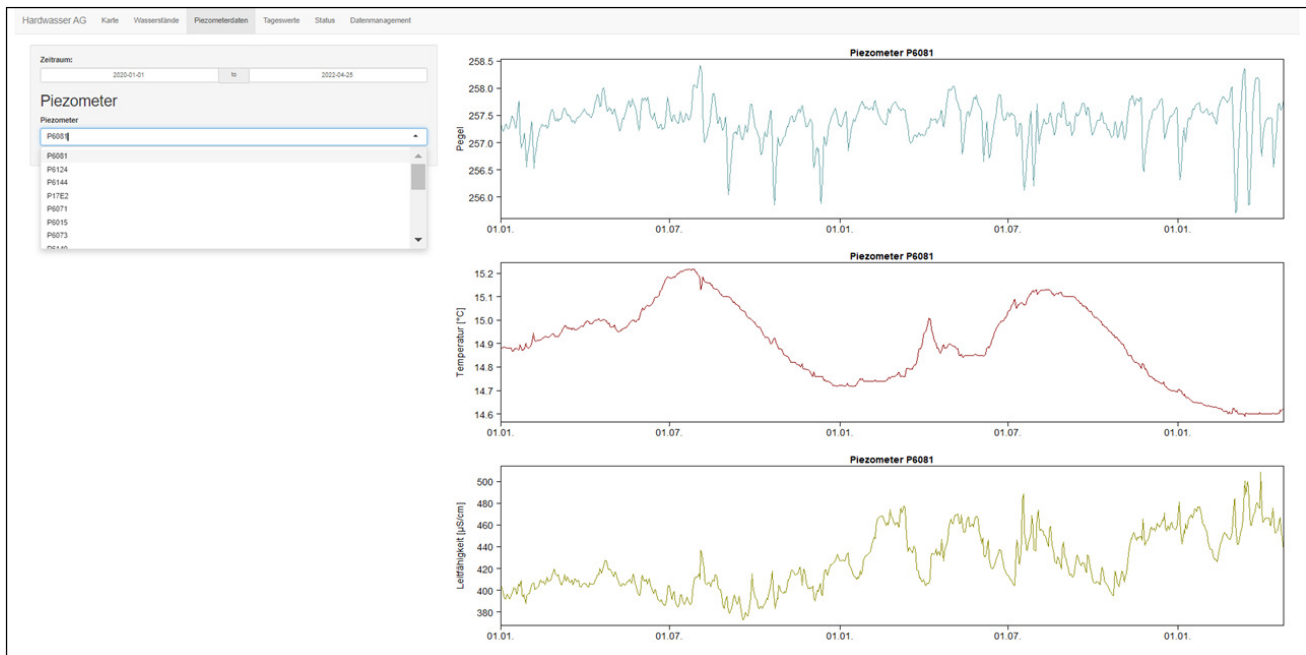 Hardwasser AG Karte Wasserstände Piezometerdaten Tageswerte Status Datenmanagement
Zeitraum:
2020-01-01 to 2022-04-25
Piezometer
Piezometer
P6081
P6081
P6124
P6144
P17E2
P6071
P6015
P6073
P6149
Piezometer P6081
Pegel
258.5
258.0
257.5
257.0
256.5
256.0
01.01. 01.07. 01.01. 01.07. 01.01.
Piezometer P6081
Temperatur [°C]
15.2
15.1
15.0
14.9
14.8
14.7
14.6
01.01. 01.07. 01.01. 01.07. 01.01.
Piezometer P6081
Leitfähigkeit [µS/cm]
500
480
460
440
420
400
380
01.01. 01.07. 01.01. 01.07. 01.01.